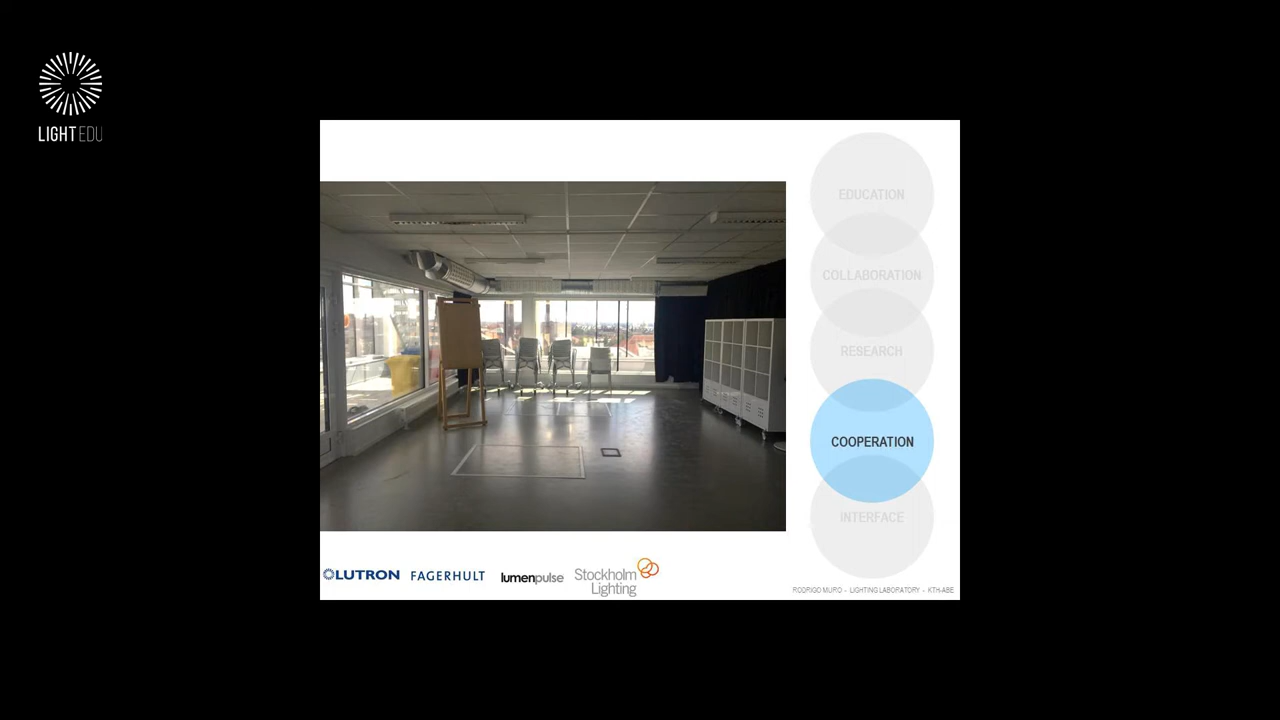 LIGHT EDU
EDUCATION
COLLABORATION
RESEARCH
COOPERATION
INTERFACE
LUTRON
FAGERHULT
lumenpulse
Stockholm
Lighting
RODRIGO MURO - LIGHTING LABORATORY - KTH-ABE